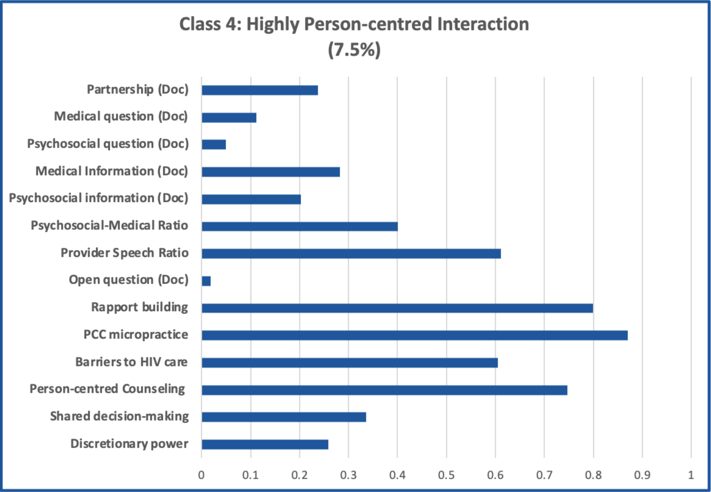 Class 4: Highly Person-centred Interaction
(7.5%)
Partnership (Doc)
Medical question (Doc)
Psychosocial question (Doc)
Medical Information (Doc)
Psychosocial information (Doc)
Psychosocial-Medical Ratio
Provider Speech Ratio
Open question (Doc)
Rapport building
PCC micropractice
Barriers to HIV care
Person-centred Counseling
Shared decision-making
Discretionary power
0 0.1 0.2 0.3 0.4 0.5 0.6 0.7 0.8 0.9 1